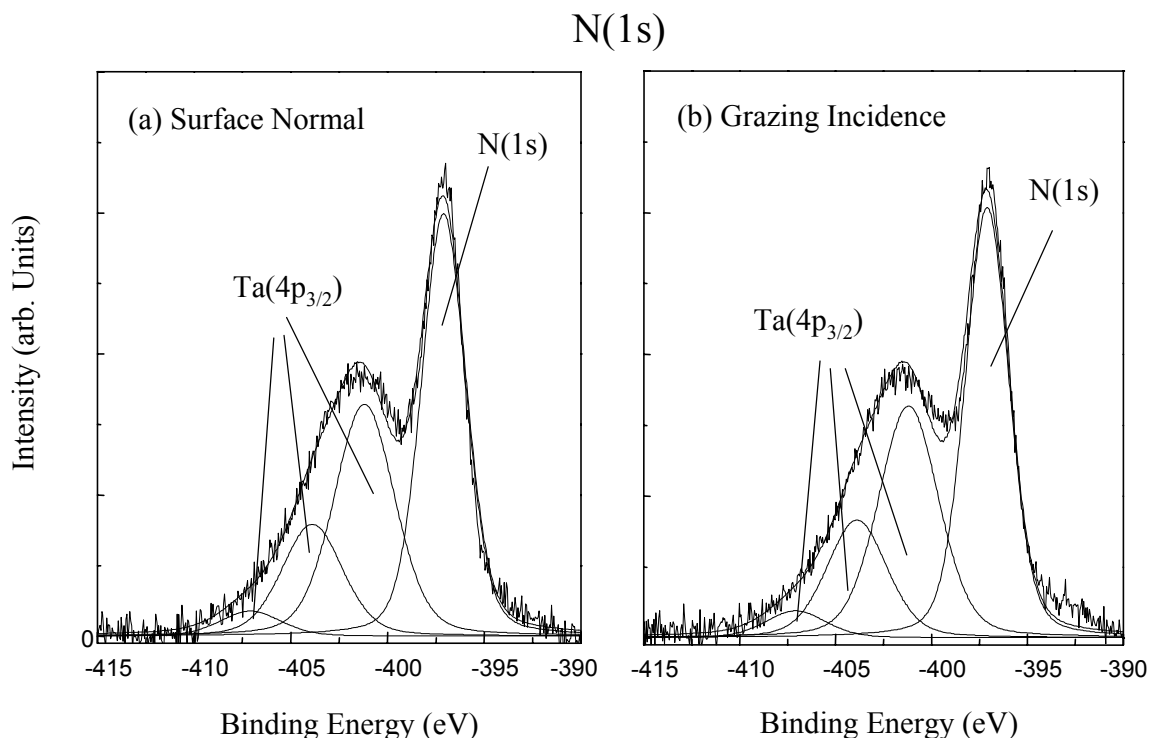 N(1s)
(a) Surface Normal
N(1s)
Ta(4p3/2)
Intensity (arb. Units)
0
-415 -410 -405 -400 -395 -390
Binding Energy (eV)
(b) Grazing Incidence
N(1s)
Ta(4p3/2)
-415 -410 -405 -400 -395 -390
Binding Energy (eV)